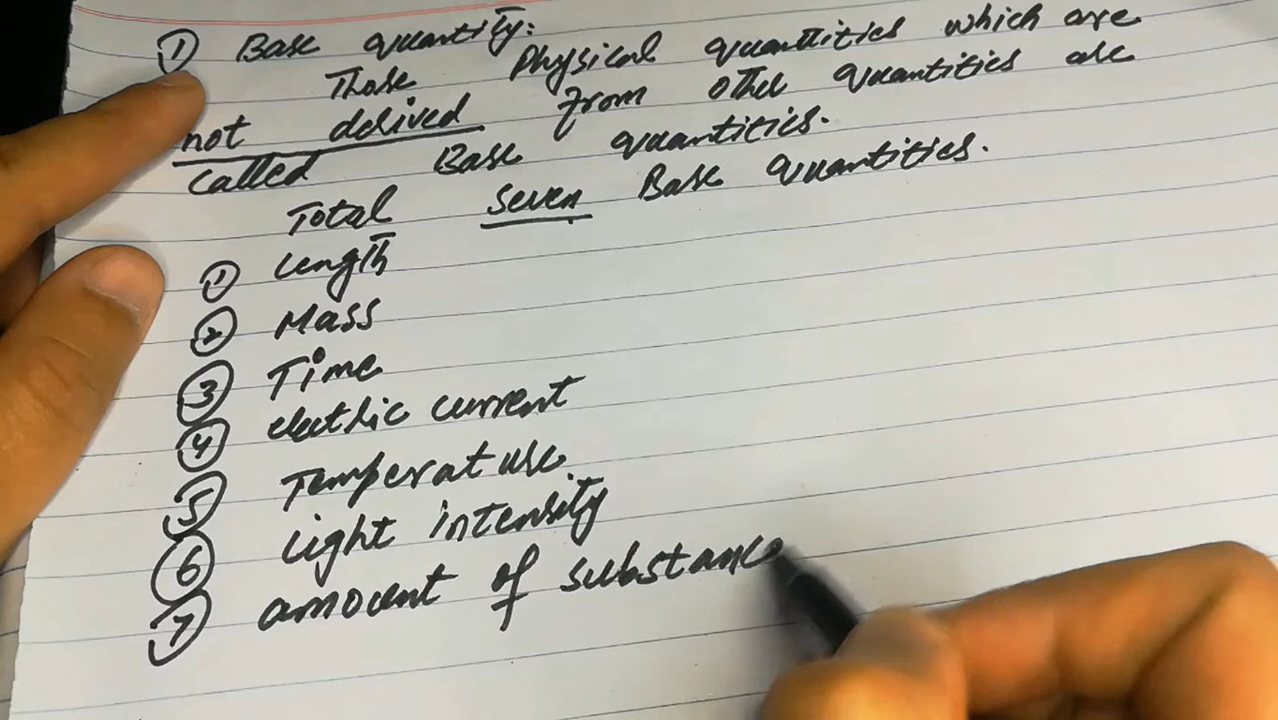 ① Base quantity:
Those Physical quantities which are
not derived from other quantities are
called Base quantities.
Total seven Base quantities.
① Length
② Mass
③ Time
④ electric current
⑤ Temperature
⑥ Light intensity
⑦ amount of substance